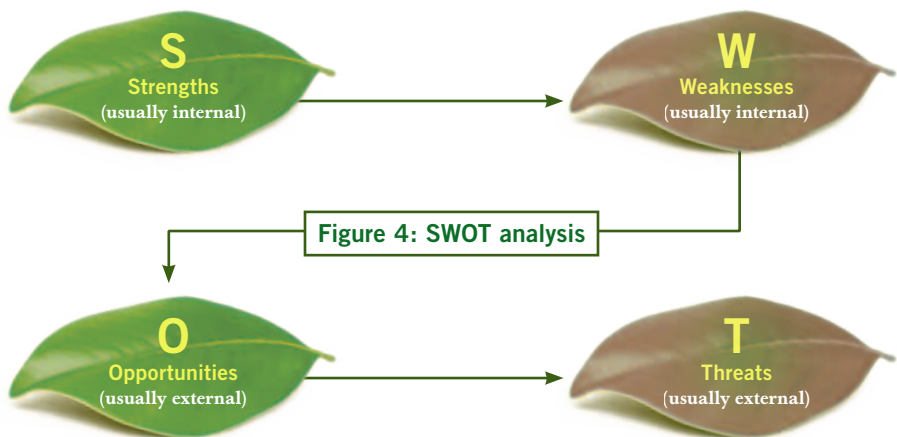 S
Strengths
(usually internal)
W
Weaknesses
(usually internal)
Figure 4: SWOT analysis
O
Opportunities
(usually external)
T
Threats
(usually external)